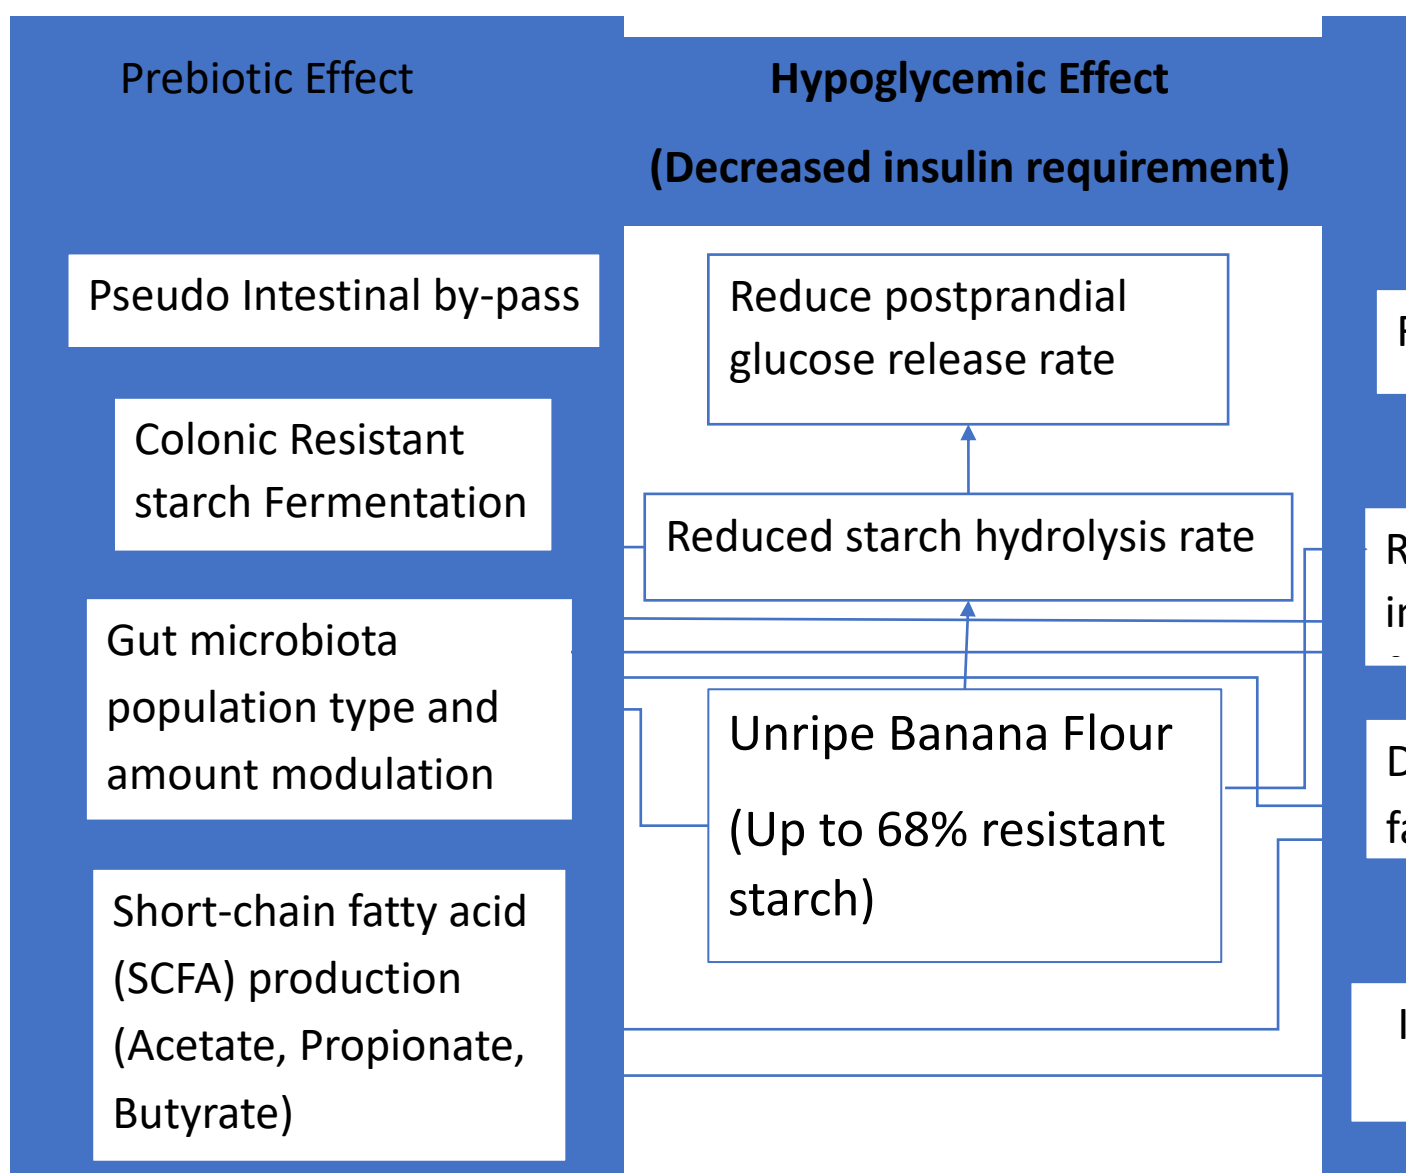 Prebiotic Effect
Pseudo Intestinal by-pass
Colonic Resistant
starch Fermentation
Gut microbiota
population type and
amount modulation
Short-chain fatty acid
(SCFA) production
(Acetate, Propionate,
Butyrate)
Hypoglycemic Effect
(Decreased insulin requirement)
Reduce postprandial
glucose release rate
Reduced starch hydrolysis rate
Unripe Banana Flour
(Up to 68% resistant
starch)